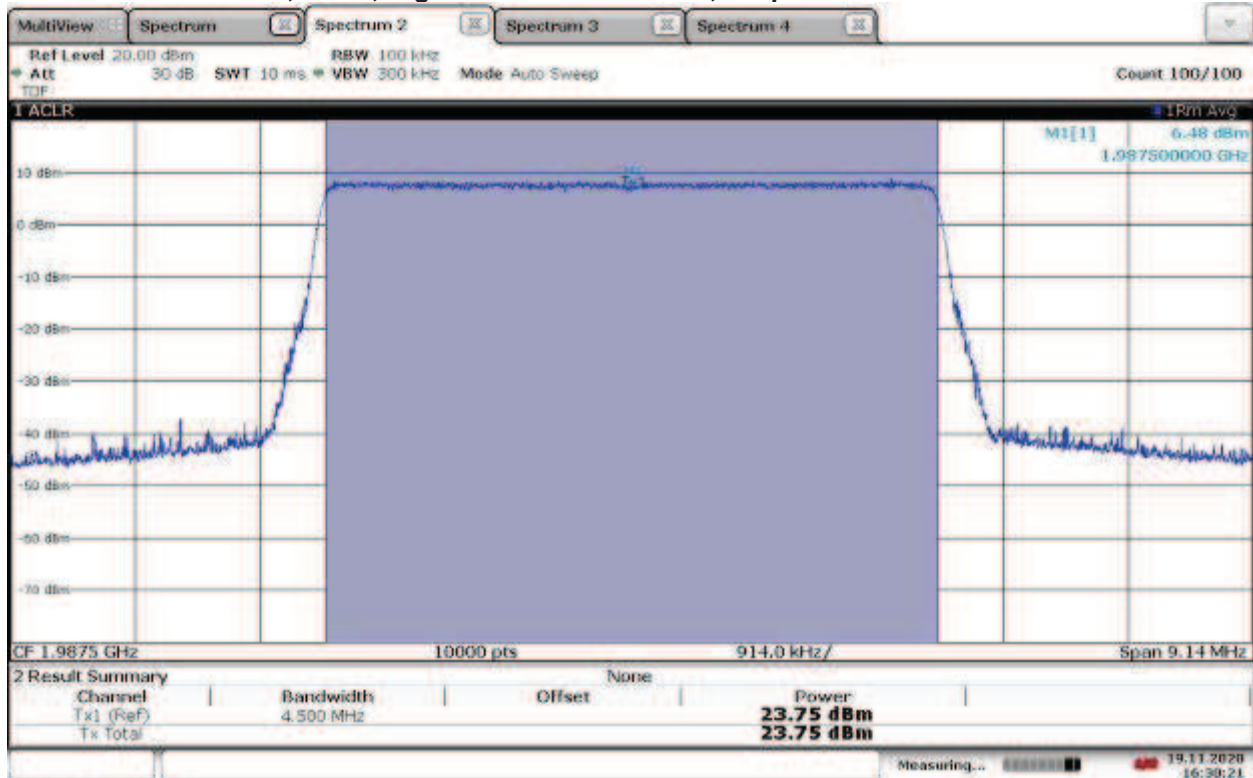 MultiView Spectrum Spectrum 2 Spectrum 3 Spectrum 4
Ref Level 20.00 dBm RBW 100 kHz
Att 30 dB SWT 10 ms VBW 300 kHz Mode Auto Sweep Count 100/100
TDF
1 ACLR 1Rm Avg
M1[1] 6.48 dBm
1.987500000 GHz
10 dBm
Tx1
0 dBm
-10 dBm
-20 dBm
-30 dBm
-40 dBm
-50 dBm
-60 dBm
-70 dBm
CF 1.9875 GHz 10000 pts 914.0 kHz/ Span 9.14 MHz
2 Result Summary None
Channel Bandwidth Offset Power
Tx1 (Ref) 4.500 MHz 23.75 dBm
Tx Total 23.75 dBm
Measuring... 19.11.2020
16:30:21